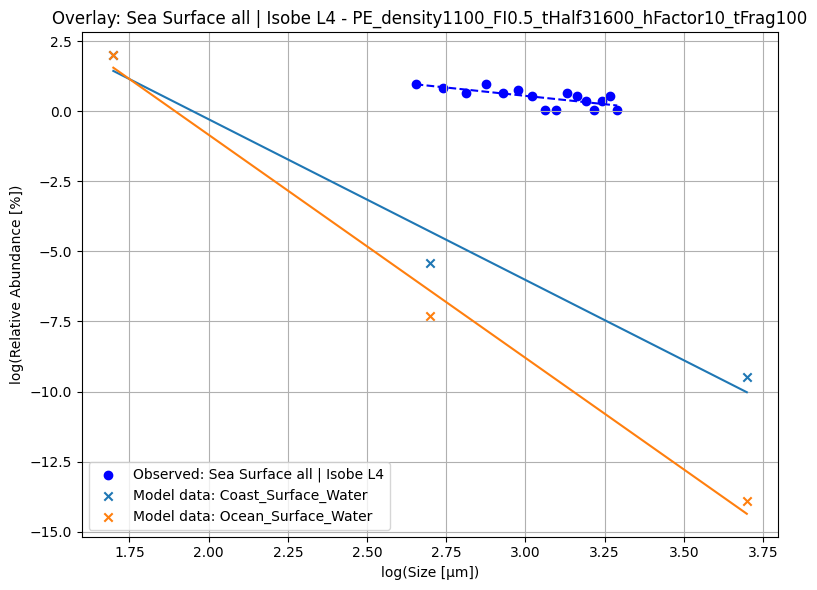 Overlay: Sea Surface all | Isobe L4 - PE_density1100_FI0.5_tHalf31600_hFactor10_tFrag100
log(Relative Abundance [%])
2.5
0.0
−2.5
−5.0
−7.5
−10.0
−12.5
−15.0
Observed: Sea Surface all | Isobe L4
Model data: Coast_Surface_Water
Model data: Ocean_Surface_Water
1.75
2.00
2.25
2.50
2.75
3.00
3.25
3.50
3.75
log(Size [μm])